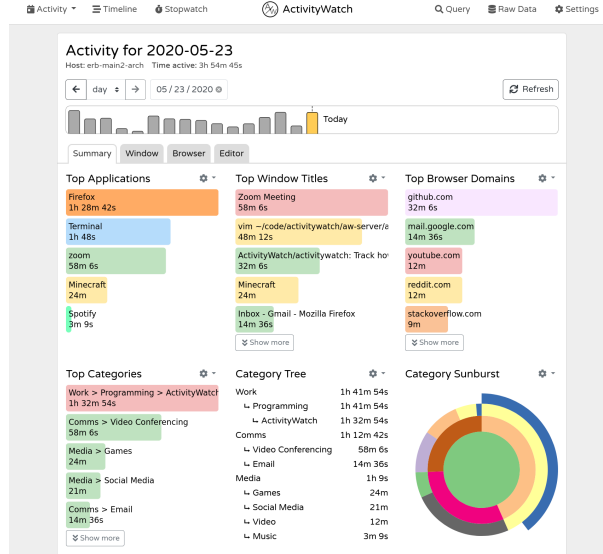 Activity
Timeline
Stopwatch
ActivityWatch
Query
Raw Data
Settings
Activity for 2020-05-23
Host: erb-main2-arch Time active: 3h 54m 45s
day
05 / 23 / 2020
Refresh
Today
Summary
Window
Browser
Editor
Top Applications
Firefox
1h 28m 42s
Terminal
1h 48s
zoom
58m 6s
Minecraft
24m
Spotify
3m 9s
Top Window Titles
Zoom Meeting
58m 6s
vim ~/code/activitywatch/aw-server/a
48m 12s
ActivityWatch/activitywatch: Track ho
32m 6s
Minecraft
24m
Inbox - Gmail - Mozilla Firefox
14m 36s
Show more
Top Browser Domains
github.com
32m 6s
mail.google.com
14m 36s
youtube.com
12m
reddit.com
12m
stackoverflow.com
9m
Show more
Top Categories
Work > Programming > ActivityWatch
1h 32m 54s
Comms > Video Conferencing
58m 6s
Media > Games
24m
Media > Social Media
21m
Comms > Email
14m 36s
Show more
Category Tree
Work 1h 41m 54s
↳ Programming 1h 41m 54s
↳ ActivityWatch 1h 32m 54s
Comms 1h 12m 42s
↳ Video Conferencing 58m 6s
↳ Email 14m 36s
Media 1h 9s
↳ Games 24m
↳ Social Media 21m
↳ Video 12m
↳ Music 3m 9s
Category Sunburst